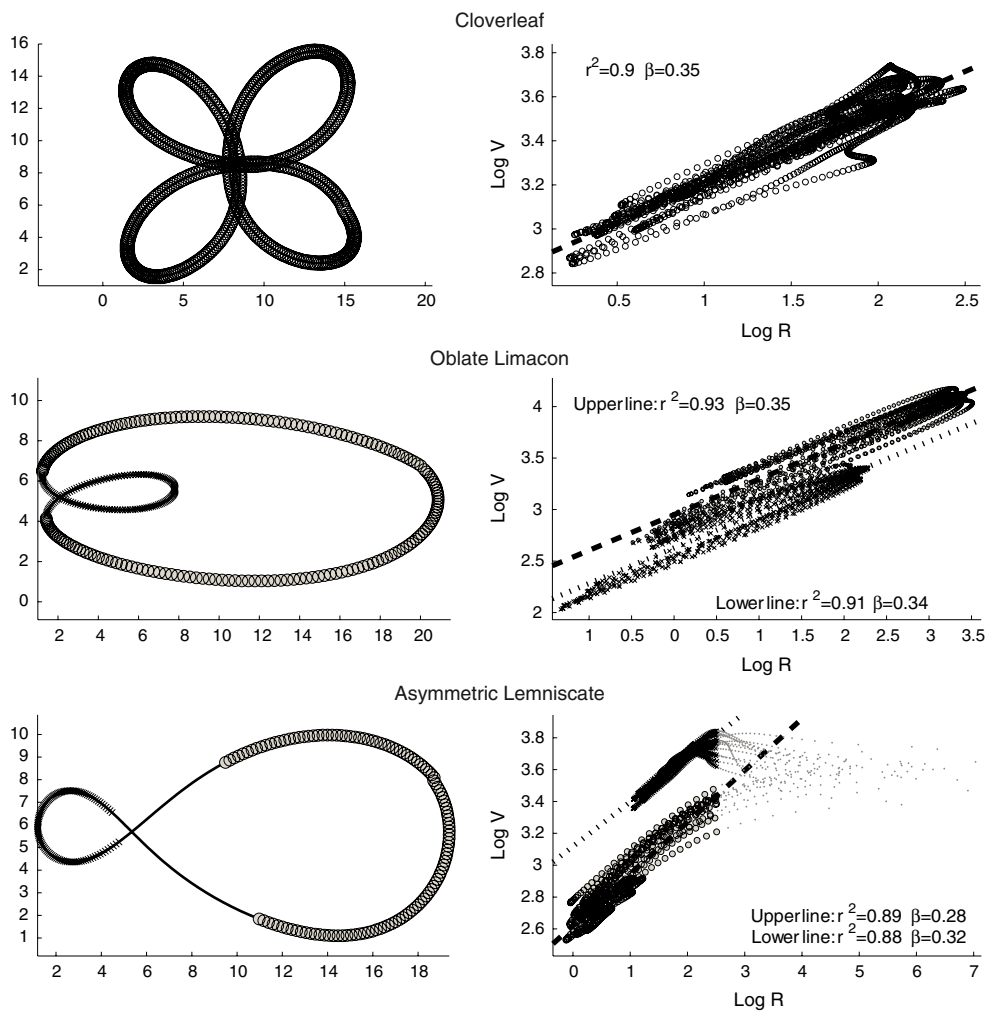 Cloverleaf
16
14
12
10
8
6
4
2
0 5 10 15 20
r²=0.9 β=0.35
3.8
3.6
3.4
3.2
3
2.8
Log V
0.5 1 1.5 2 2.5
Log R
Oblate Limacon
10
8
6
4
2
0
2 4 6 8 10 12 14 16 18 20
Upperline: r²=0.93 β=0.35
4
3.5
3
2.5
2
Log V
Lowerline: r²=0.91 β=0.34
1 0.5 0 0.5 1 1.5 2 2.5 3 3.5
Log R
Asymmetric Lemniscate
10
9
8
7
6
5
4
3
2
1
2 4 6 8 10 12 14 16 18
3.8
3.6
3.4
3.2
3
2.8
2.6
Log V
Upperline: r²=0.89 β=0.28
Lowerline: r²=0.88 β=0.32
0 1 2 3 4 5 6 7
Log R